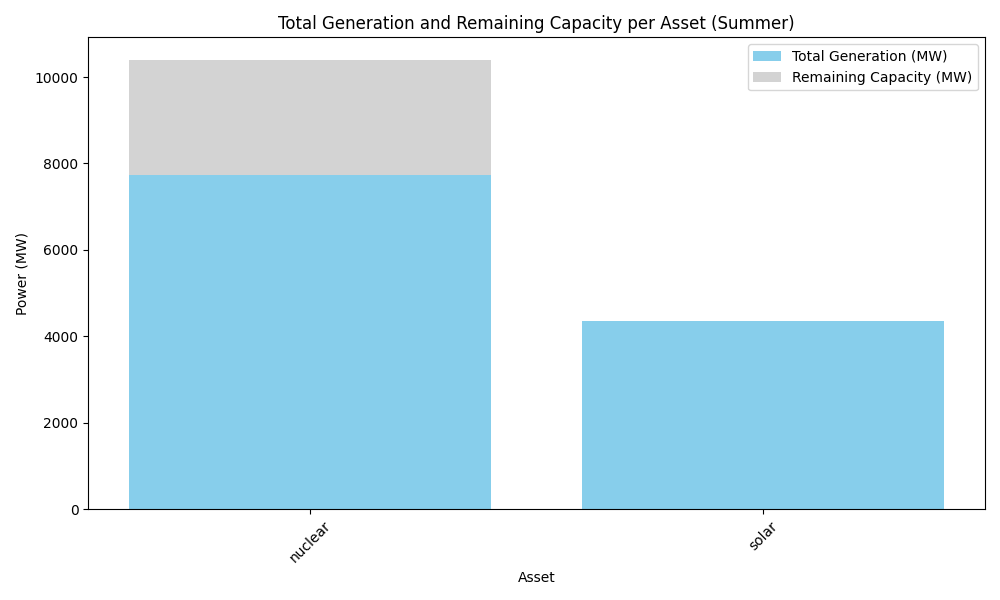 Total Generation and Remaining Capacity per Asset (Summer)
Total Generation (MW)
Remaining Capacity (MW)
Power (MW)
10000
8000
6000
4000
2000
0
nuclear
solar
Asset